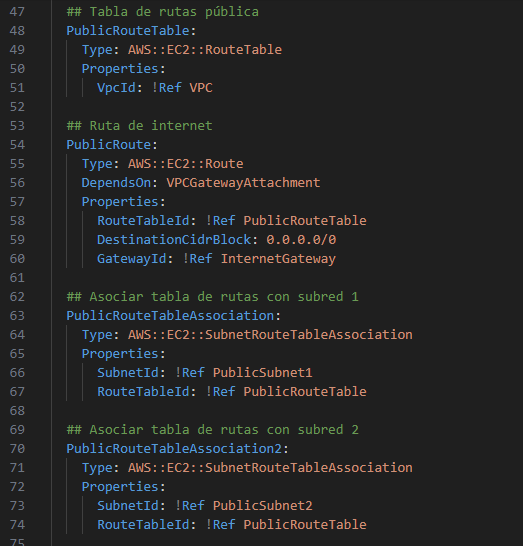 47 ## Tabla de rutas pública
48 PublicRouteTable:
49 Type: AWS::EC2::RouteTable
50 Properties:
51 VpcId: !Ref VPC
52
53 ## Ruta de internet
54 PublicRoute:
55 Type: AWS::EC2::Route
56 DependsOn: VPCGatewayAttachment
57 Properties:
58 RouteTableId: !Ref PublicRouteTable
59 DestinationCidrBlock: 0.0.0.0/0
60 GatewayId: !Ref InternetGateway
61
62 ## Asociar tabla de rutas con subred 1
63 PublicRouteTableAssociation:
64 Type: AWS::EC2::SubnetRouteTableAssociation
65 Properties:
66 SubnetId: !Ref PublicSubnet1
67 RouteTableId: !Ref PublicRouteTable
68
69 ## Asociar tabla de rutas con subred 2
70 PublicRouteTableAssociation2:
71 Type: AWS::EC2::SubnetRouteTableAssociation
72 Properties:
73 SubnetId: !Ref PublicSubnet2
74 RouteTableId: !Ref PublicRouteTable
75